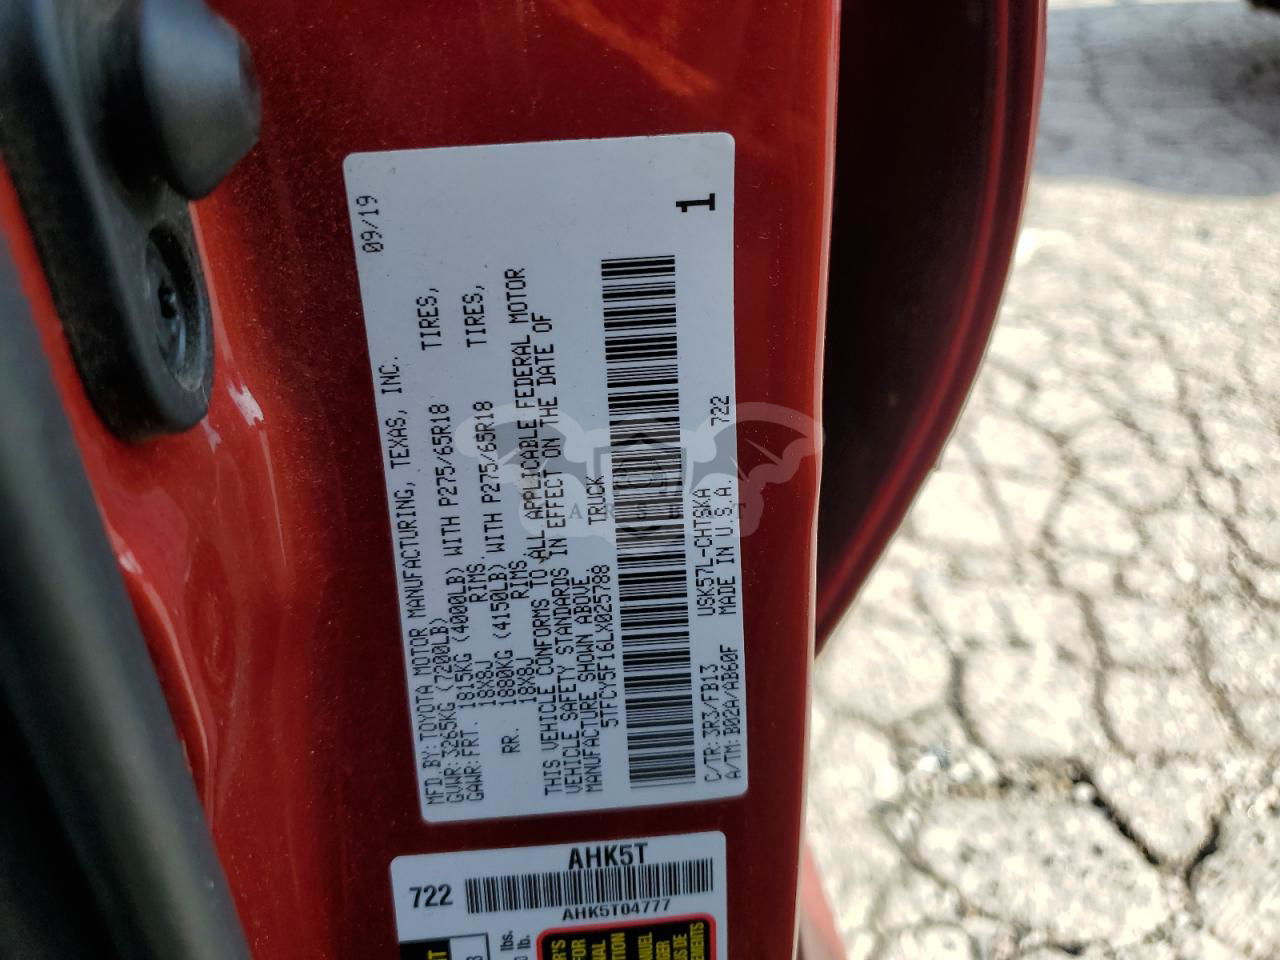 09/19
MFD BY: TOYOTA MOTOR MANUFACTURING, TEXAS, INC.
GVWR: 3265KG (7200LB)
GAWR: FRT. 1815KG (4000LB) WITH P275/65R18 TIRES,
18X8J RIMS,
RR. 1880KG (4150LB) WITH P275/65R18 TIRES,
18X8J RIMS,
THIS VEHICLE CONFORMS TO ALL APPLICABLE FEDERAL MOTOR
VEHICLE SAFETY STANDARDS IN EFFECT ON THE DATE OF
MANUFACTURE SHOWN ABOVE
5TFCY5F16LX025788 TRUCK
1
C/TR: 3R3/FB13 USK57L-CHTSKA 722
A/TM: B02A/AB60F MADE IN U.S.A.
AHK5T
722
AHK5T04777
lbs.
lb.